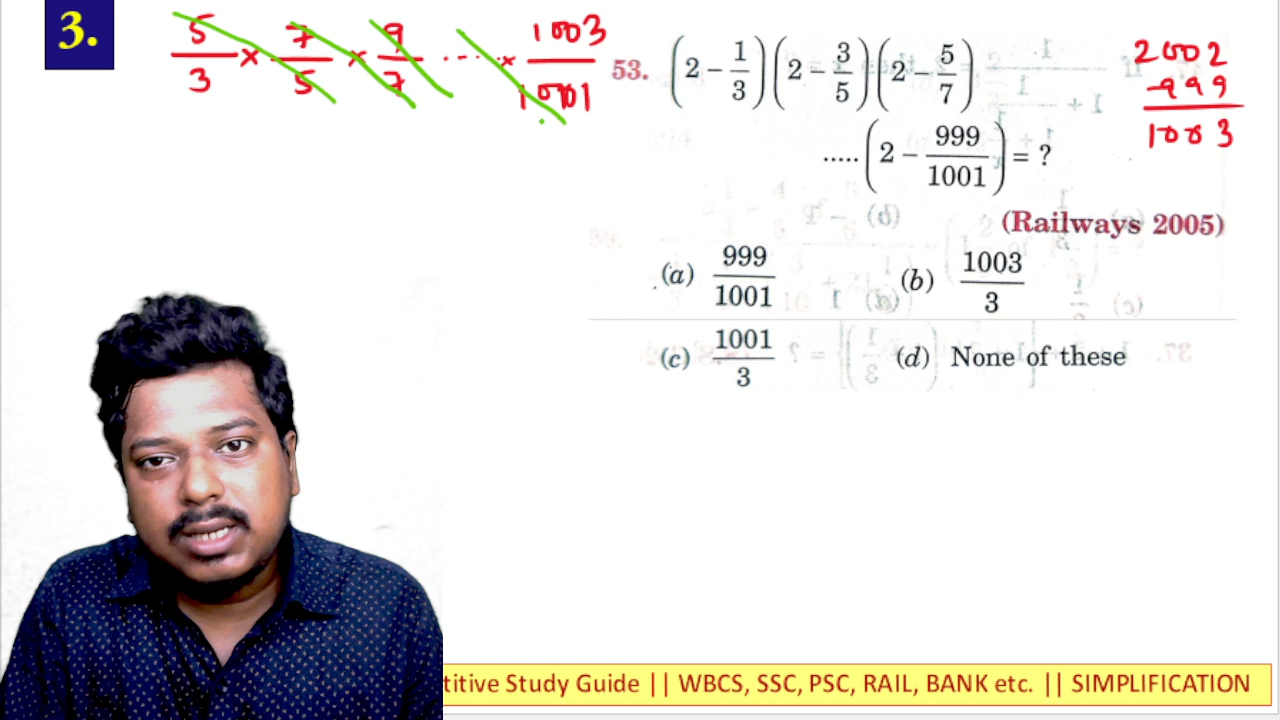 3.
5/3 × 7/5 × 9/7 ..... × 1003/1001
53. (2 - 1/3)(2 - 3/5)(2 - 5/7)
.....(2 - 999/1001) = ?
2002
-999
1003
(Railways 2005)
(a) 999/1001 (b) 1003/3
(c) 1001/3 (d) None of these
titive Study Guide || WBCS, SSC, PSC, RAIL, BANK etc. || SIMPLIFICATION